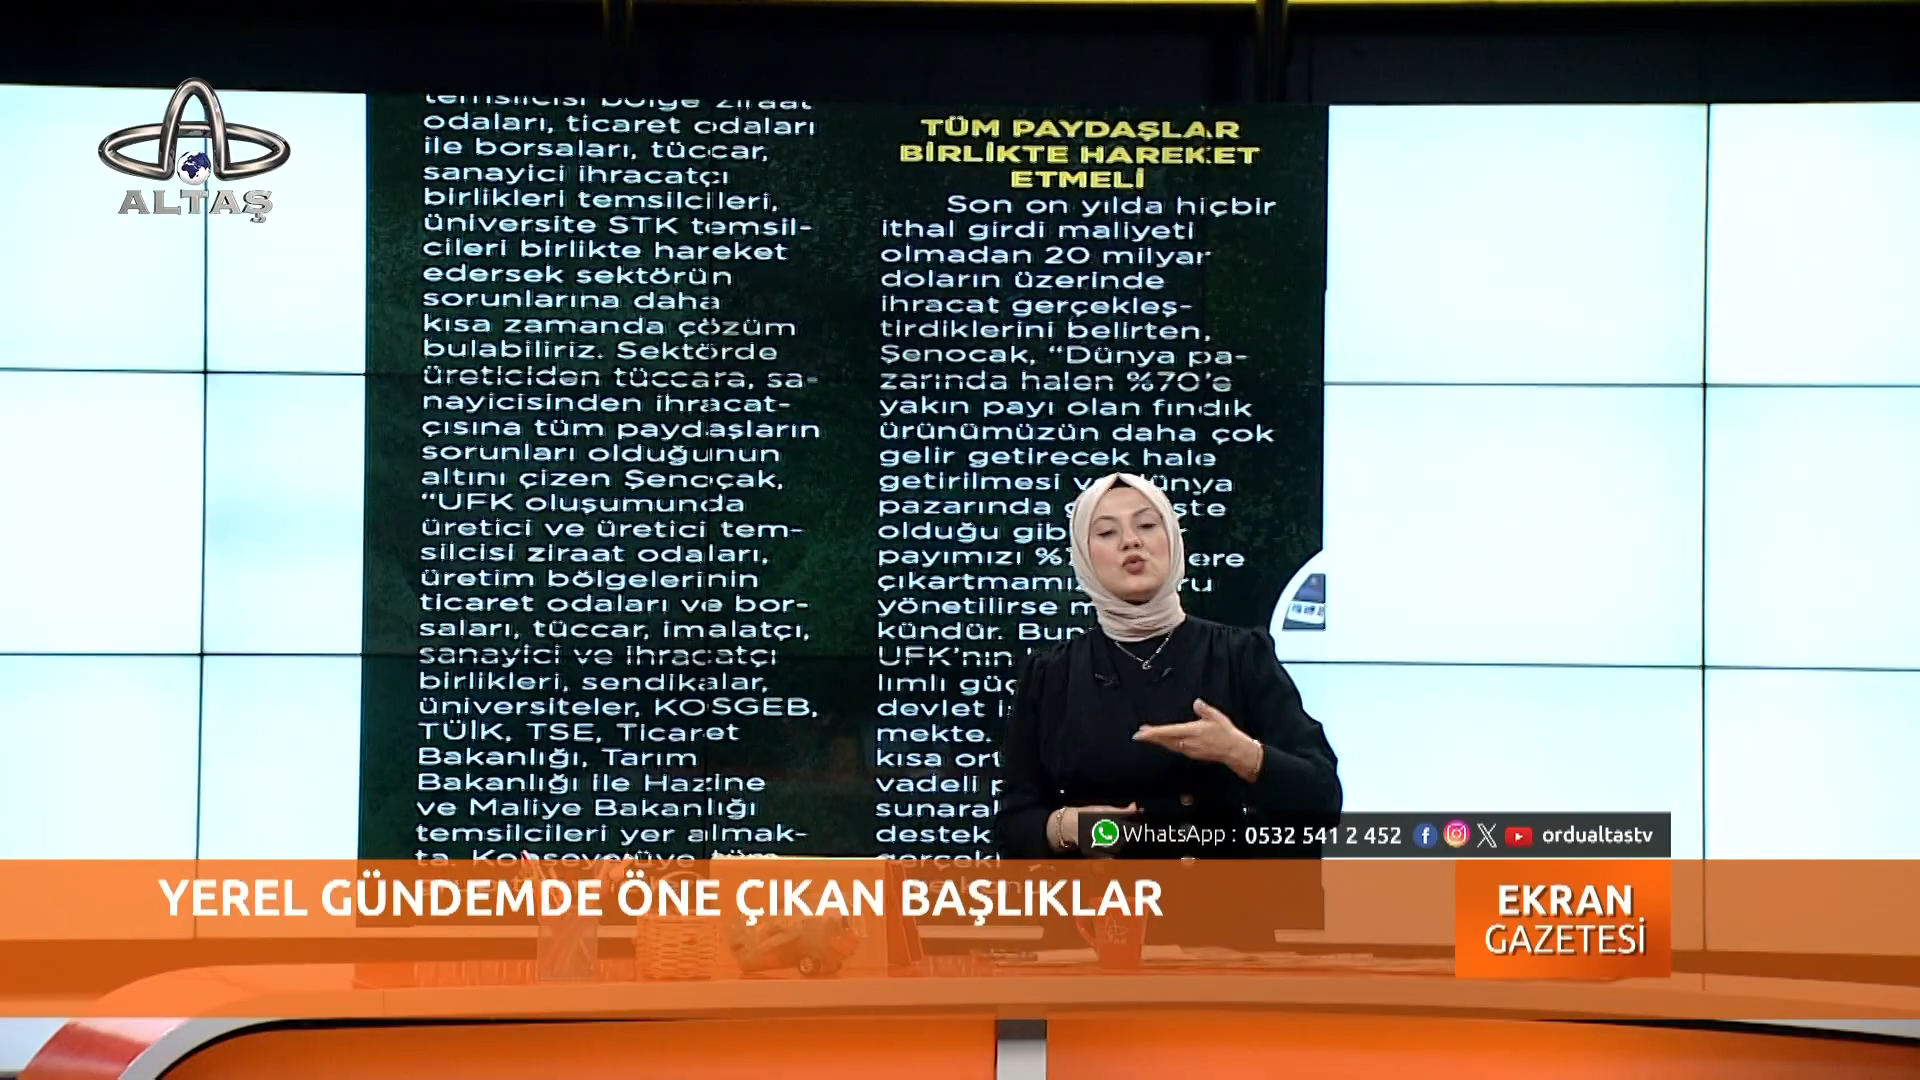 ALTAŞ
temsilcisi bölge ziraat
odaları, ticaret odaları
ile borsaları, tüccar,
sanayici ihracatçı
birlikleri temsilcileri,
üniversite STK temsil-
cileri birlikte hareket
edersek sektörün
sorunlarına daha
kısa zamanda çözüm
bulabiliriz. Sektörde
üreticiden tüccara, sa-
nayicisinden ihracat-
çısına tüm paydaşların
sorunları olduğunun
altını çizen Şenocak,
“UFK oluşumunda
üretici ve üretici tem-
silcisi ziraat odaları,
üretim bölgelerinin
ticaret odaları ve bor-
saları, tüccar, imalatçı,
sanayici ve ihracatçı
birlikleri, sendikalar,
üniversiteler, KOSGEB,
TÜİK, TSE, Ticaret
Bakanlığı, Tarım
Bakanlığı ile Hazine
ve Maliye Bakanlığı
temsilcileri yer almak-
ta.
TÜM PAYDAŞLAR
BİRLİKTE HAREKET
ETMELİ
Son on yılda hiçbir
ithal girdi maliyeti
olmadan 20 milyar
doların üzerinde
ihracat gerçekleş-
tirdiklerini belirten,
Şenocak, “Dünya pa-
zarında halen %70’e
yakın payı olan fındık
ürünümüzün daha çok
gelir getirecek hale
getirilmesi ve dünya
pazarında
olduğu
payımızı
çıkartmamız
yönetilirse
kündür.
UFK’nın
devlet
mekte.
kısa
vadeli
destek
WhatsApp : 0532 541 2 452 ordualtastv
YEREL GÜNDEMDE ÖNE ÇIKAN BAŞLIKLAR
EKRAN
GAZETESİ